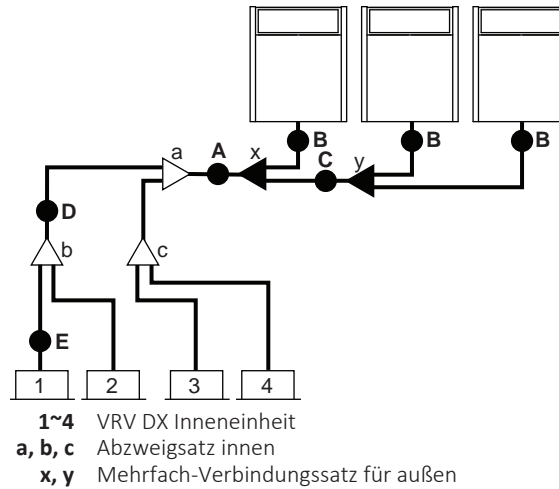 B B B
a A x C y
D
b c
E
1 2 3 4
1~4 VRV DX Inneneinheit
a, b, c Abzweigsatz innen
x, y Mehrfach-Verbindungssatz für außen